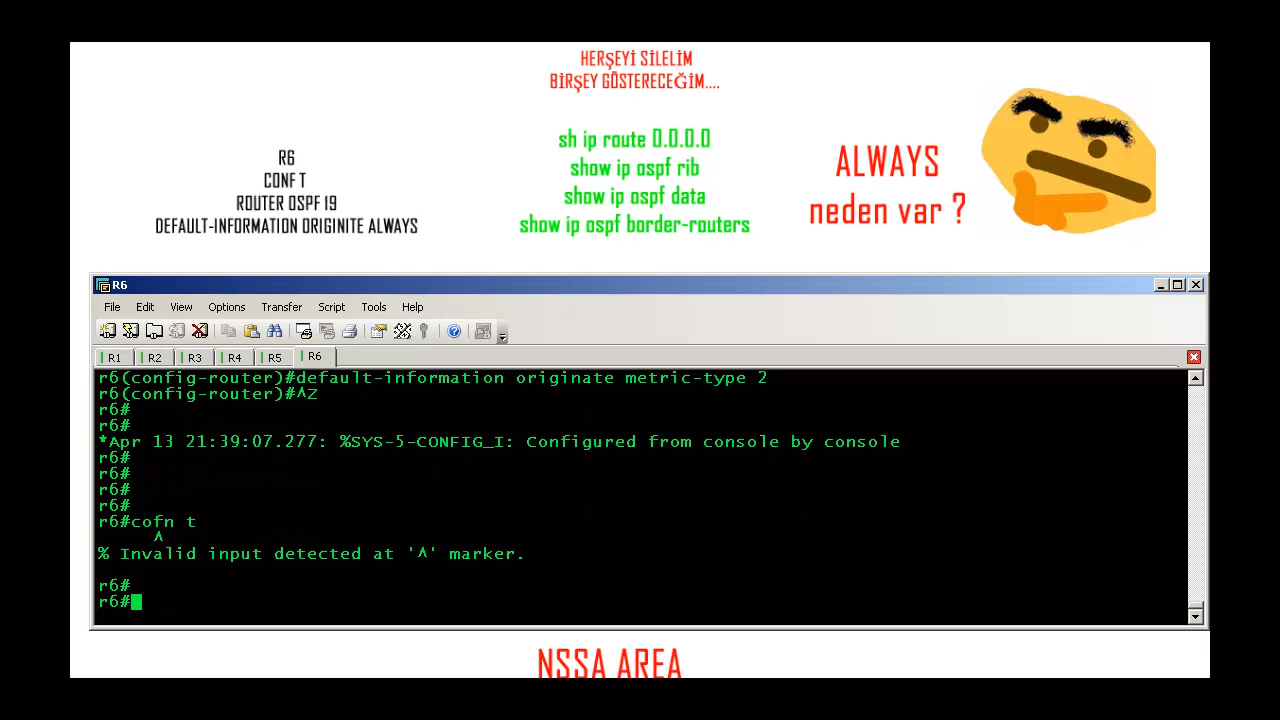 HERŞEYİ SİLELİM
BİRŞEY GÖSTERECEĞİM....
sh ip route 0.0.0.0
show ip ospf rib
show ip ospf data
show ip ospf border-routers
R6
CONF T
ROUTER OSPF 19
DEFAULT-INFORMATION ORIGINITE ALWAYS
ALWAYS
neden var ?
R6
File Edit View Options Transfer Script Tools Help
R1 R2 R3 R4 R5 R6
r6(config-router)#default-information originate metric-type 2
r6(config-router)#^Z
r6#
r6#
*Apr 13 21:39:07.277: %SYS-5-CONFIG_I: Configured from console by console
r6#
r6#
r6#
r6#
r6#cofn t
^
% Invalid input detected at '^' marker.
r6#
r6#
NSSA AREA